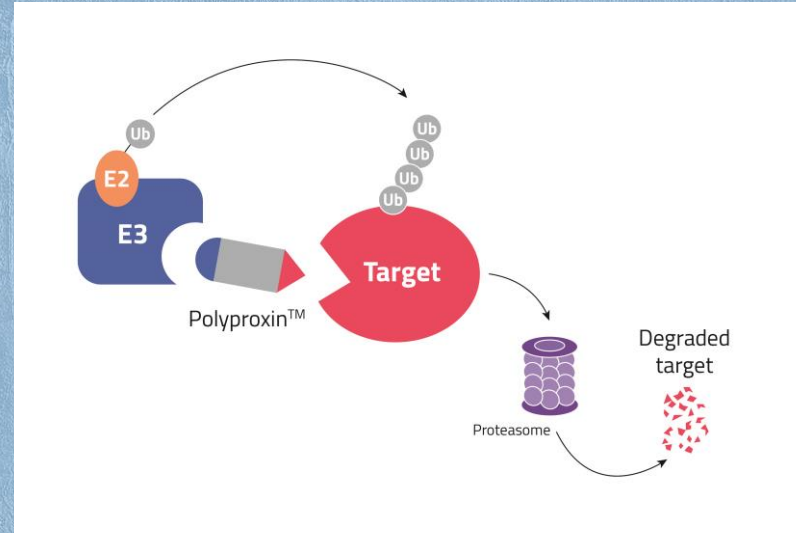 Ub
E2
E3
Polyproxin™
Ub
Ub
Ub
Ub
Target
Proteasome
Degraded
target